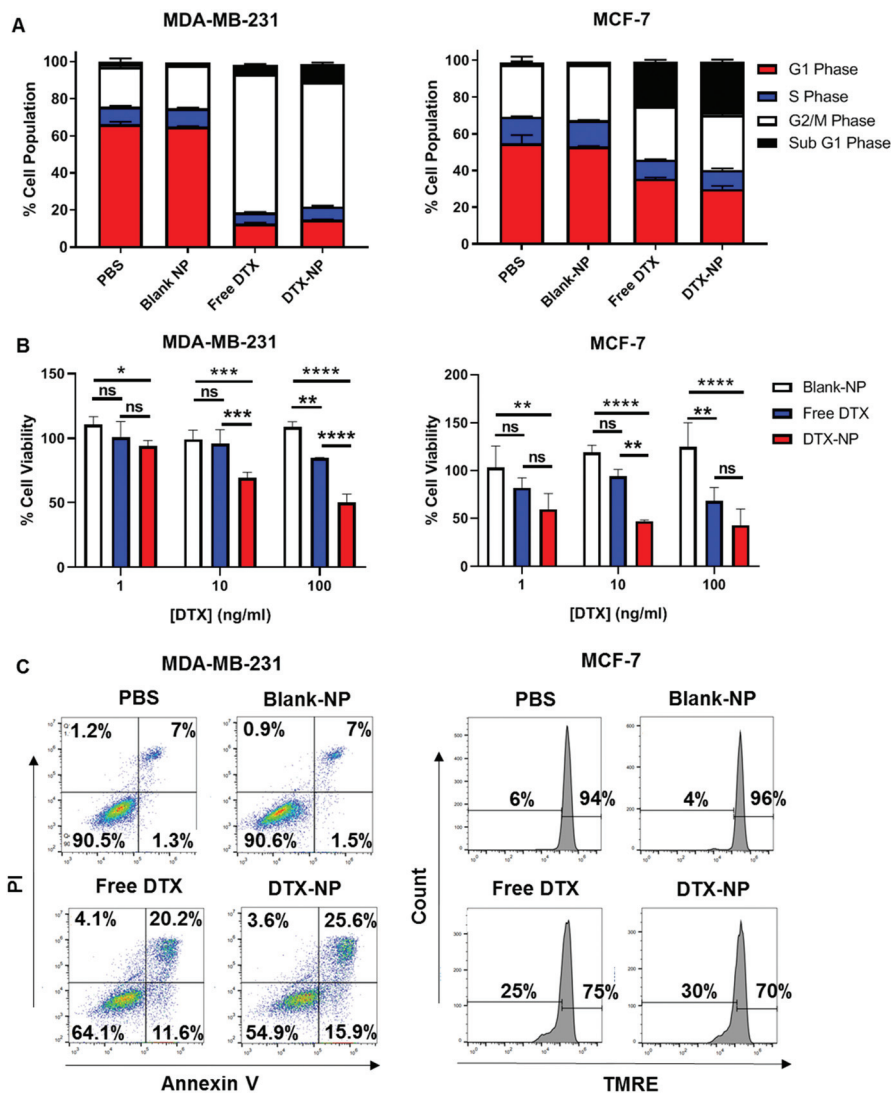 A
MDA-MB-231
MCF-7
% Cell Population
100
80
60
40
20
0
PBS
Blank NP
Free DTX
DTX-NP
% Cell Population
100
80
60
40
20
0
PBS
Blank-NP
Free DTX
DTX-NP
G1 Phase
S Phase
G2/M Phase
Sub G1 Phase
B
MDA-MB-231
MCF-7
% Cell Viability
150
100
50
0
*
ns
ns
***
ns
***
****
**
****
1
10
100
[DTX] (ng/ml)
% Cell Viability
200
150
100
50
0
**
ns
ns
****
ns
**
****
**
ns
1
10
100
[DTX] (ng/ml)
Blank-NP
Free DTX
DTX-NP
C
MDA-MB-231
MCF-7
PBS
Blank-NP
1.2%
7%
90.5%
1.3%
0.9%
7%
90.6%
1.5%
Free DTX
DTX-NP
4.1%
20.2%
64.1%
11.6%
3.6%
25.6%
54.9%
15.9%
PI
Annexin V
PBS
Blank-NP
6%
94%
4%
96%
Free DTX
DTX-NP
25%
75%
30%
70%
Count
TMRE